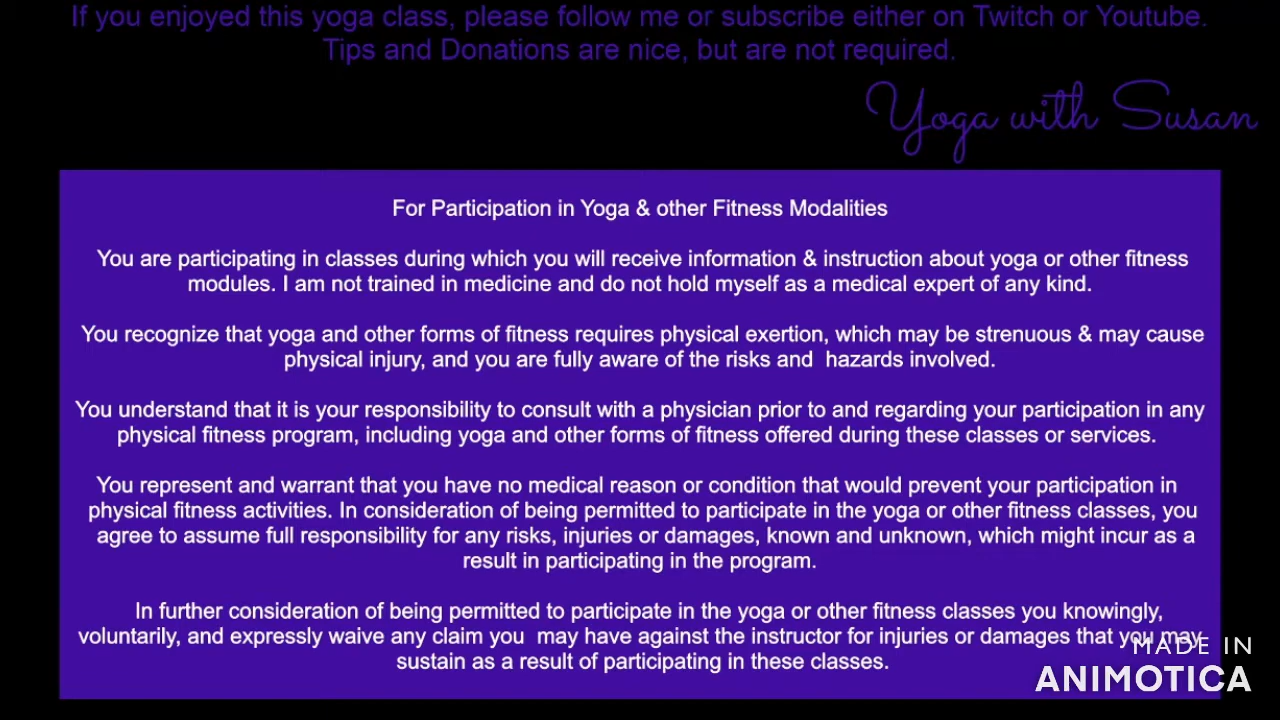 If you enjoyed this yoga class, please follow me or subscribe either on Twitch or Youtube.
Tips and Donations are nice, but are not required.
Yoga with Susan
For Participation in Yoga & other Fitness Modalities
You are participating in classes during which you will receive information & instruction about yoga or other fitness
modules. I am not trained in medicine and do not hold myself as a medical expert of any kind.
You recognize that yoga and other forms of fitness requires physical exertion, which may be strenuous & may cause
physical injury, and you are fully aware of the risks and  hazards involved.
You understand that it is your responsibility to consult with a physician prior to and regarding your participation in any
physical fitness program, including yoga and other forms of fitness offered during these classes or services.
You represent and warrant that you have no medical reason or condition that would prevent your participation in
physical fitness activities. In consideration of being permitted to participate in the yoga or other fitness classes, you
agree to assume full responsibility for any risks, injuries or damages, known and unknown, which might incur as a
result in participating in the program.
In further consideration of being permitted to participate in the yoga or other fitness classes you knowingly,
voluntarily, and expressly waive any claim you  may have against the instructor for injuries or damages that you may
sustain as a result of participating in these classes.
MADE IN
ANIMOTICA